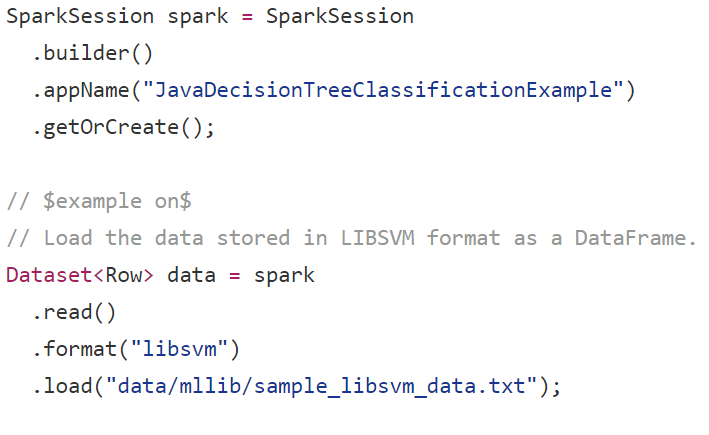 SparkSession spark = SparkSession
  .builder()
  .appName("JavaDecisionTreeClassificationExample")
  .getOrCreate();

// $example on$
// Load the data stored in LIBSVM format as a DataFrame.
Dataset<Row> data = spark
  .read()
  .format("libsvm")
  .load("data/mllib/sample_libsvm_data.txt");